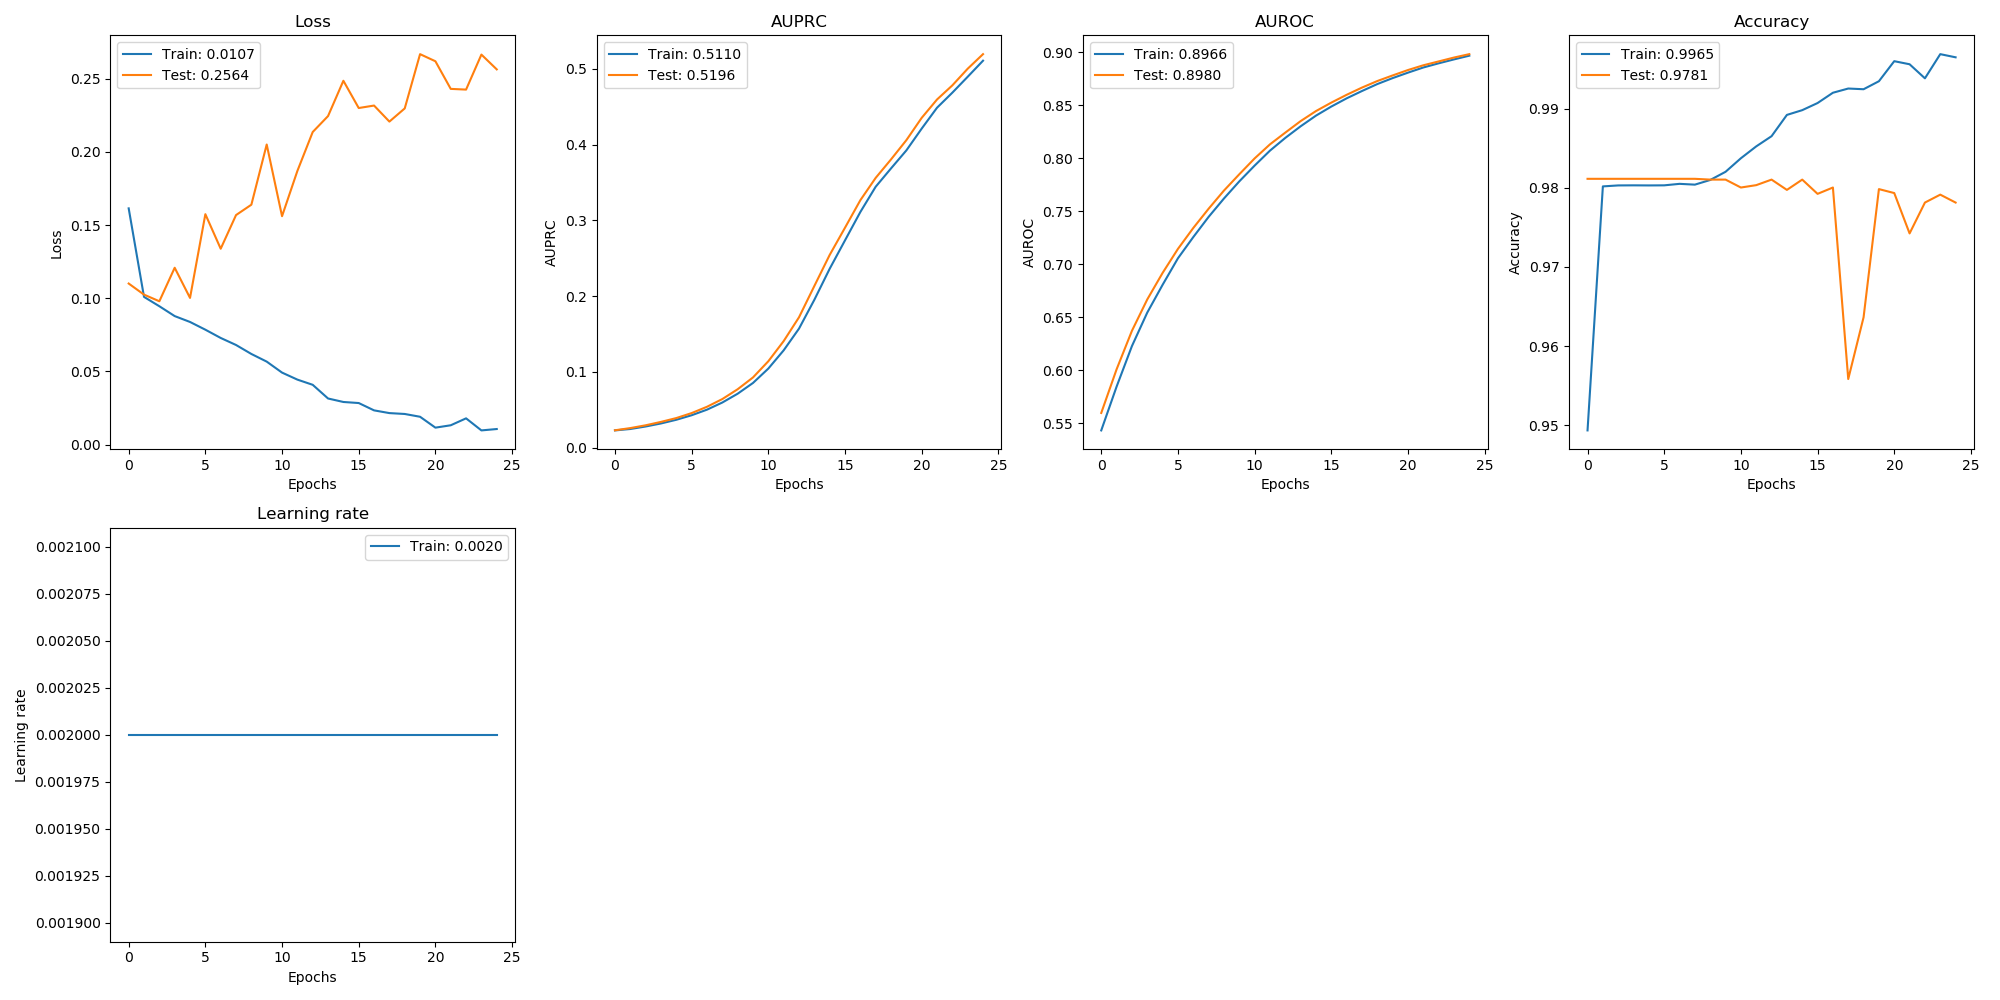 Loss
Train: 0.0107
Test: 0.2564
0.25
0.20
0.15
0.10
0.05
0.00
Loss
0 5 10 15 20 25
Epochs
AUPRC
Train: 0.5110
Test: 0.5196
0.5
0.4
0.3
0.2
0.1
0.0
AUPRC
0 5 10 15 20 25
Epochs
AUROC
Train: 0.8966
Test: 0.8980
0.90
0.85
0.80
0.75
0.70
0.65
0.60
0.55
AUROC
0 5 10 15 20 25
Epochs
Accuracy
Train: 0.9965
Test: 0.9781
0.99
0.98
0.97
0.96
0.95
Accuracy
0 5 10 15 20 25
Epochs
Learning rate
Train: 0.0020
0.002100
0.002075
0.002050
0.002025
0.002000
0.001975
0.001950
0.001925
0.001900
Learning rate
0 5 10 15 20 25
Epochs